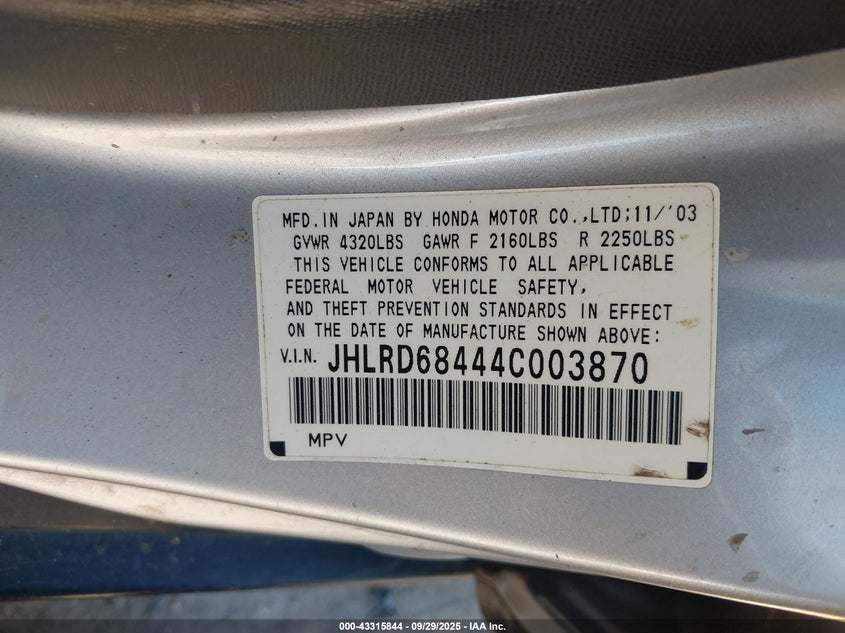 MFD.IN JAPAN BY HONDA MOTOR CO.,LTD;11/'03
GVWR 4320LBS GAWR F 2160LBS R 2250LBS
THIS VEHICLE CONFORMS TO ALL APPLICABLE
FEDERAL MOTOR VEHICLE SAFETY,
AND THEFT PREVENTION STANDARDS IN EFFECT
ON THE DATE OF MANUFACTURE SHOWN ABOVE:
V.I.N. JHLRD68444C003870
MPV
000-43315844 - 09/29/2025 - IAA Inc.